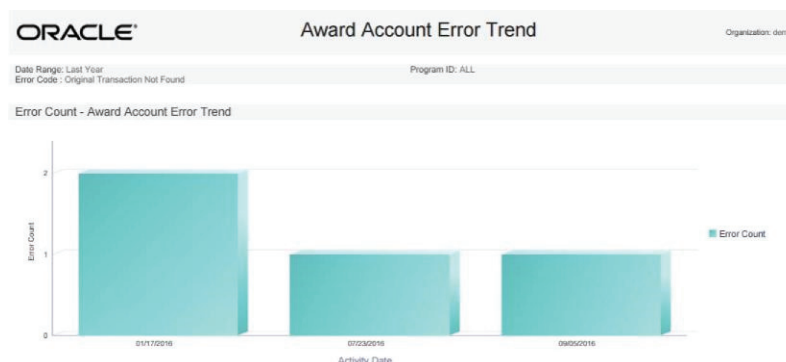 ORACLE®
Award Account Error Trend
Organization: dem
Date Range: Last Year
Program ID: ALL
Error Code : Original Transaction Not Found
Error Count - Award Account Error Trend
2
1
0
Error Count
Error Count
01/17/2016
07/23/2016
09/05/2016
Activity Date